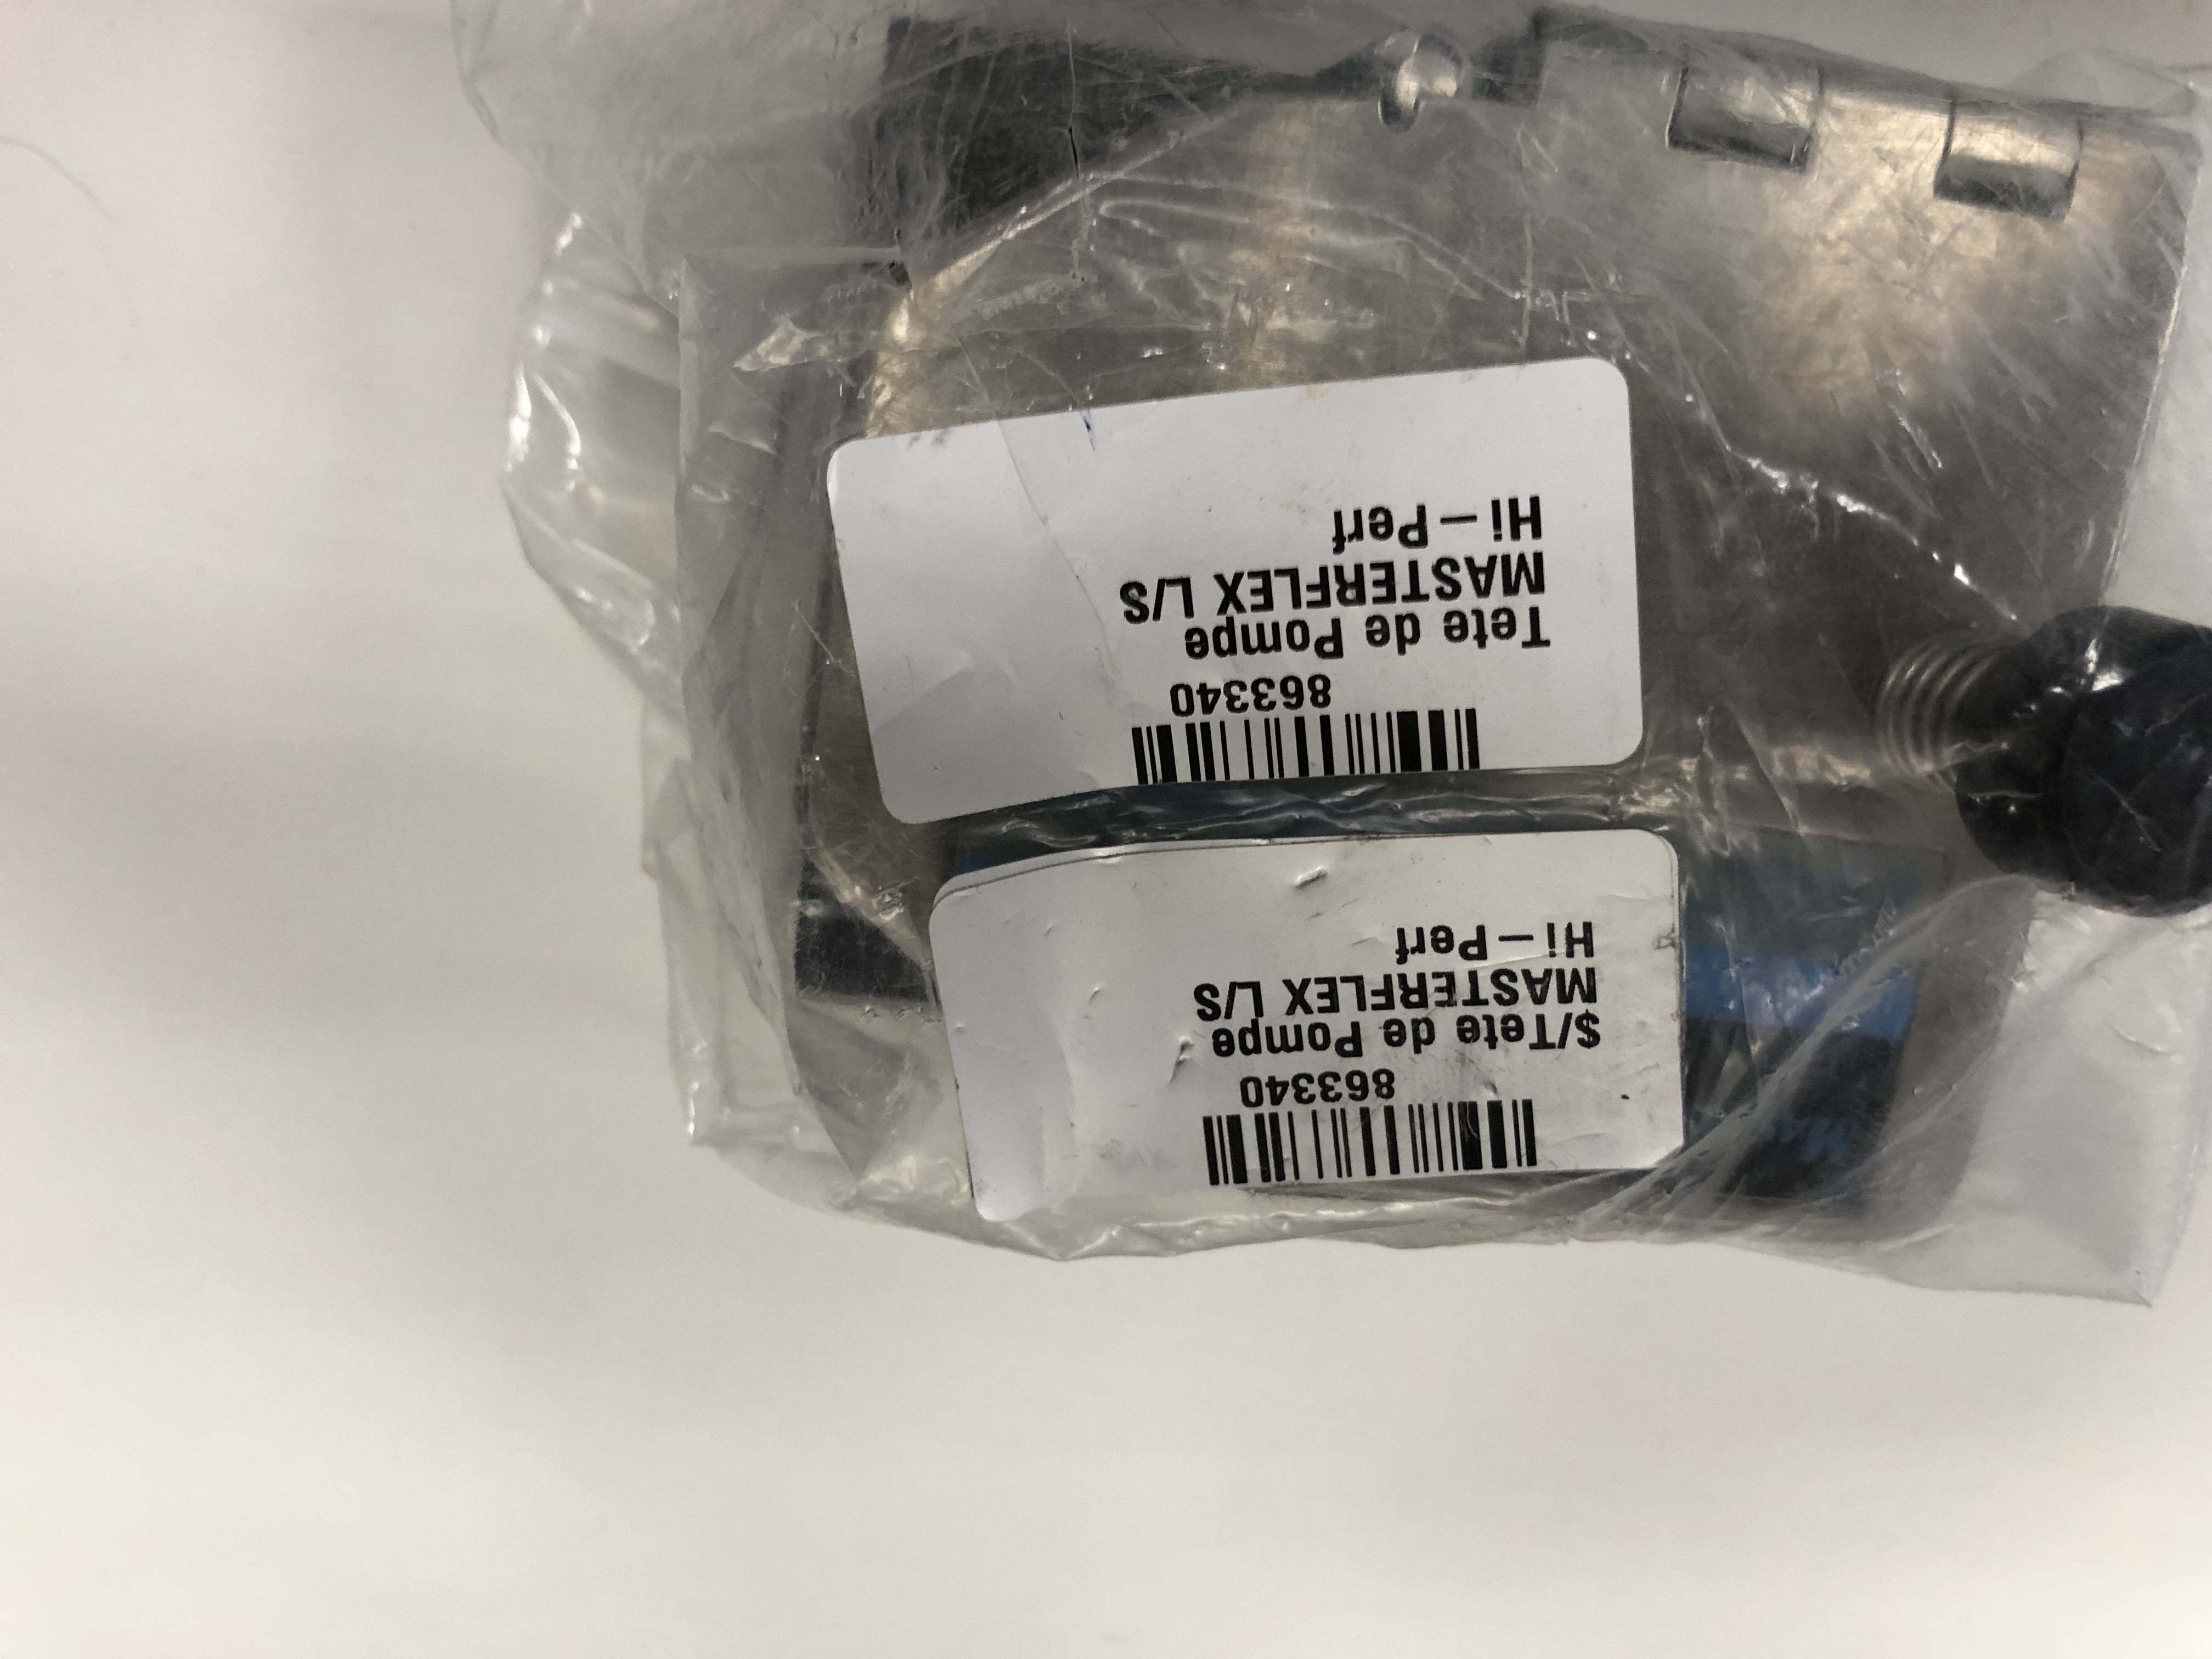 863340
$/Tete de Pompe
MASTERFLEX L/S
Hi-Perf
863340
Tete de Pompe
MASTERFLEX L/S
Hi-Perf